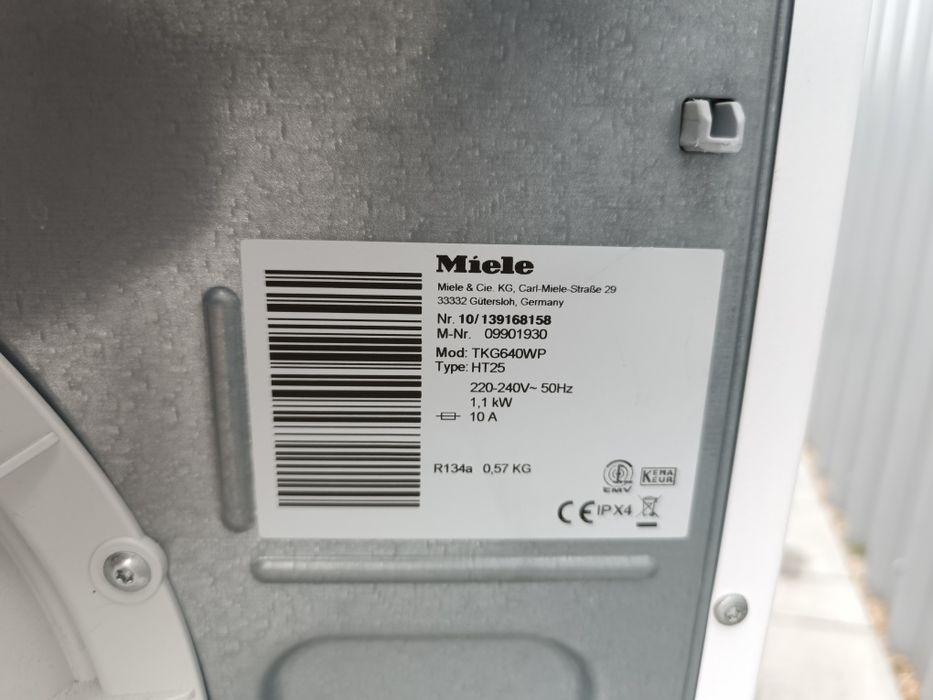 Miele
Miele & Cie. KG, Carl-Miele-Straße 29
33332 Gütersloh, Germany
Nr. 10/139168158
M-Nr. 09901930
Mod: TKG640WP
Type: HT25
220-240V~ 50Hz
1,1 kW
10 A
R134a 0,57 KG
EMV
KEMA
KEUR
CE IPX4